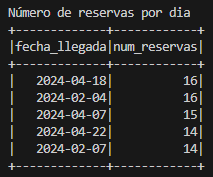 Número de reservas por dia
+-------------+------------+
|fecha_llegada|num_reservas|
+-------------+------------+
|   2024-04-18|          16|
|   2024-02-04|          16|
|   2024-04-07|          15|
|   2024-04-22|          14|
|   2024-02-07|          14|
+-------------+------------+